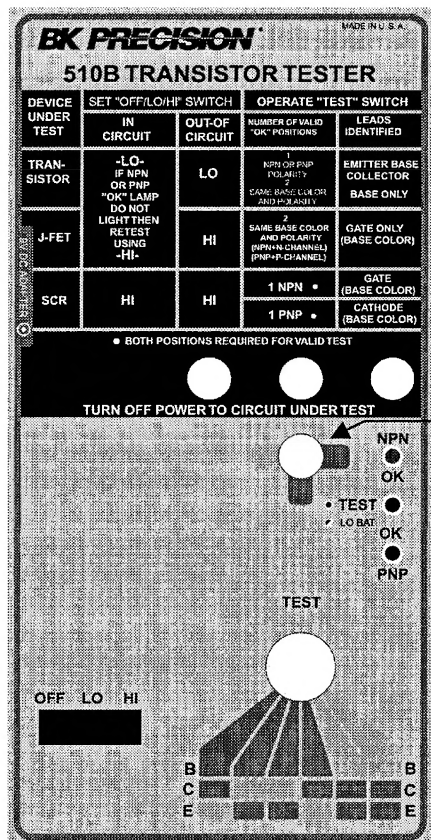 MADE IN U.S.A.
BK PRECISION
510B TRANSISTOR TESTER
DEVICE UNDER TEST
SET "OFF/LO/HI" SWITCH
OPERATE "TEST" SWITCH
IN CIRCUIT
OUT-OF CIRCUIT
NUMBER OF VALID "OK" POSITIONS
LEADS IDENTIFIED
TRAN-
SISTOR
-LO-
IF NPN
OR PNP
"OK" LAMP
DO NOT
LIGHT THEN
RETEST
USING
-HI-
LO
1
NPN OR PNP
POLARITY
2
SAME BASE COLOR
AND POLARITY
EMITTER BASE
COLLECTOR
BASE ONLY
J-FET
HI
2
SAME BASE COLOR
AND POLARITY
(NPN=N-CHANNEL)
(PNP=P-CHANNEL)
GATE ONLY
(BASE COLOR)
SCR
HI
HI
1 NPN •
GATE
(BASE COLOR)
1 PNP •
CATHODE
(BASE COLOR)
• BOTH POSITIONS REQUIRED FOR VALID TEST
TURN OFF POWER TO CIRCUIT UNDER TEST
NPN
OK
• TEST
LO BAT
OK
PNP
TEST
OFF LO HI
B B
C C
E E